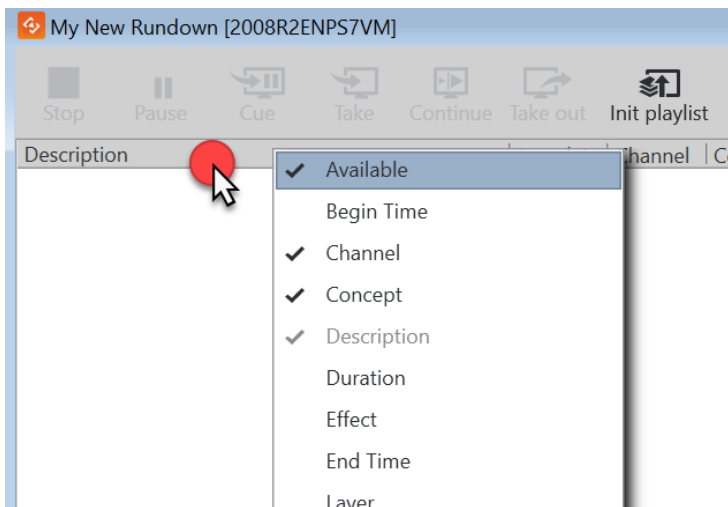 My New Rundown [2008R2ENPS7VM]
Stop Pause Cue Take Continue Take out Init playlist
Description Channel
Available
Begin Time
Channel
Concept
Description
Duration
Effect
End Time
Layer